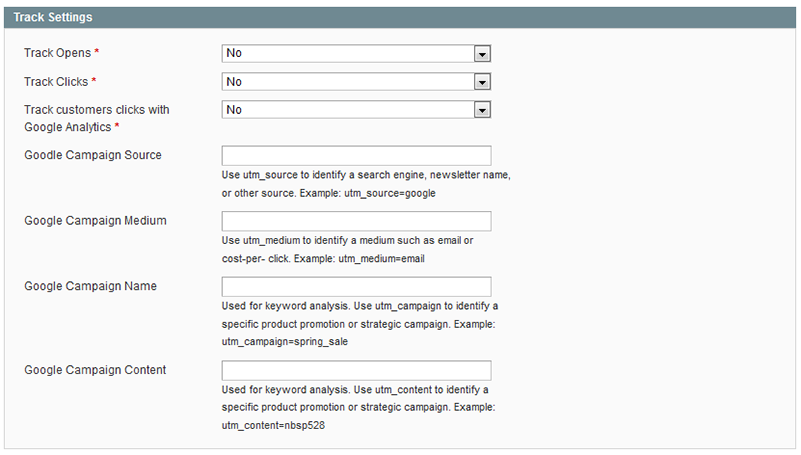 Track Settings
Track Opens *
No
Track Clicks *
No
Track customers clicks with
Google Analytics *
No
Goodle Campaign Source
Use utm_source to identify a search engine, newsletter name,
or other source. Example: utm_source=google
Google Campaign Medium
Use utm_medium to identify a medium such as email or
cost-per- click. Example: utm_medium=email
Google Campaign Name
Used for keyword analysis. Use utm_campaign to identify a
specific product promotion or strategic campaign. Example:
utm_campaign=spring_sale
Google Campaign Content
Used for keyword analysis. Use utm_content to identify a
specific product promotion or strategic campaign. Example:
utm_content=nbsp528